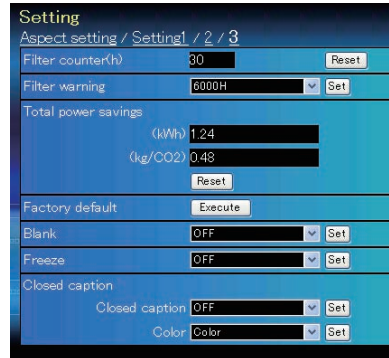 Setting
Aspect setting / Setting1 / 2 / 3
Filter counter(h) 30 Reset
Filter warning 6000H Set
Total power savings
(kWh) 1.24
(kg/CO2) 0.48
Reset
Factory default Execute
Blank OFF Set
Freeze OFF Set
Closed caption
Closed caption OFF Set
Color Color Set